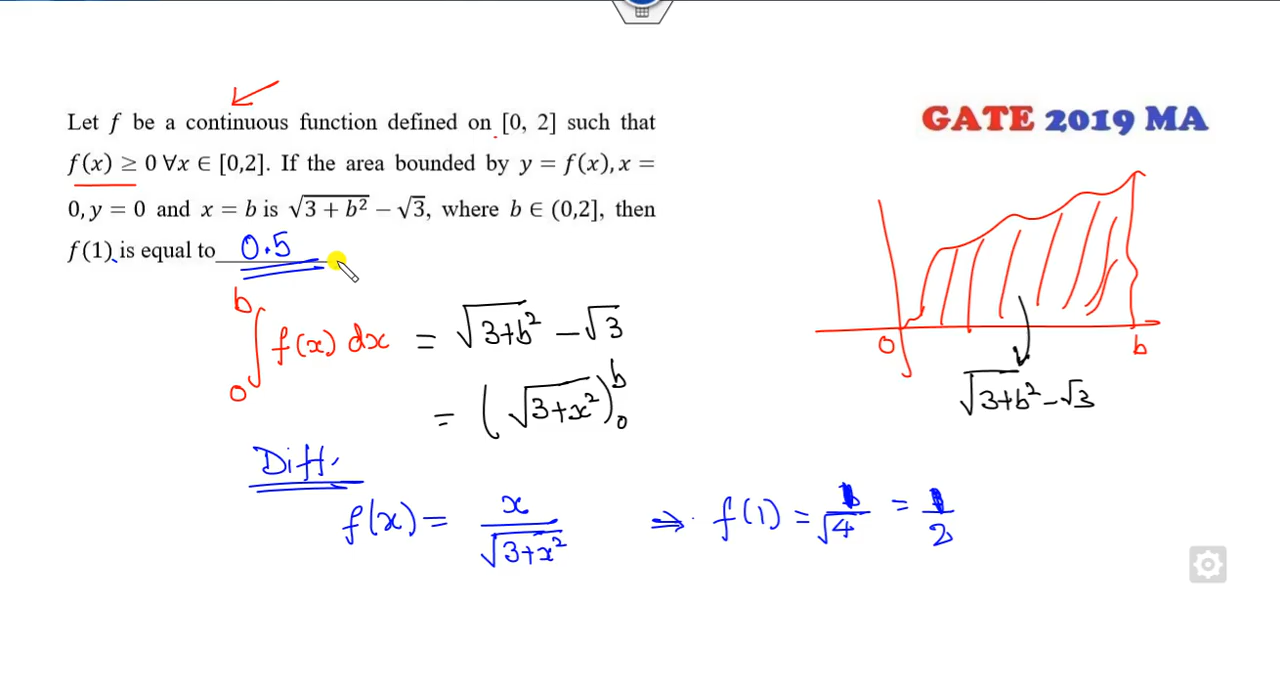 GATE 2019 MA
Let f be a continuous function defined on [0, 2] such that
f(x) ≥ 0 ∀x ∈ [0,2]. If the area bounded by y = f(x), x =
0, y = 0 and x = b is √(3 + b²) − √3, where b ∈ (0,2], then
f(1) is equal to 0.5
∫₀ᵇ f(x) dx = √(3+b²) − √3
= (√(3+x²))₀ᵇ
0 b
√(3+b²) − √3
Diff.
f(x) = x/√(3+x²) ⇒ f(1) = 1/√4 = 1/2